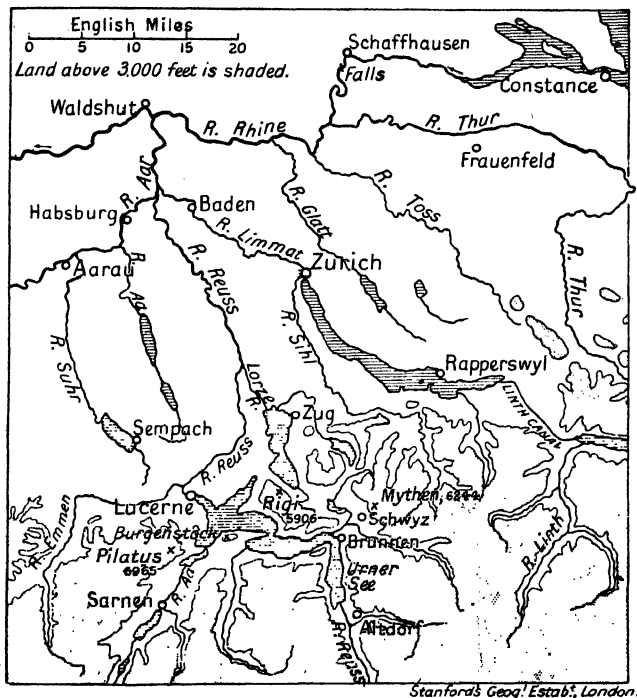 English Miles
0 5 10 15 20
Land above 3,000 feet is shaded.
Schaffhausen
Falls
Constance
Waldshut
R. Rhine
R. Thur
Frauenfeld
R. Aar
R. Toss
Habsburg
Baden
R. Glatt
R. Limmat
R. Reuss
Zurich
R. Thur
Aarau
R. Aa
R. Suhr
R. Sihl
Rapperswyl
Lorze R.
LINTH CANAL
Zug
Sempach
R. Reuss
Lucerne
Rigi
5906
Mythen, 6244
Schwyz
R. Emmen
Burgenstock
Brunnen
Pilatus
6965
R. Linth
Urner
See
Sarnen
R. Aa
Altdorf
R. Reuss
Stanford's Geog! Estabt., London.